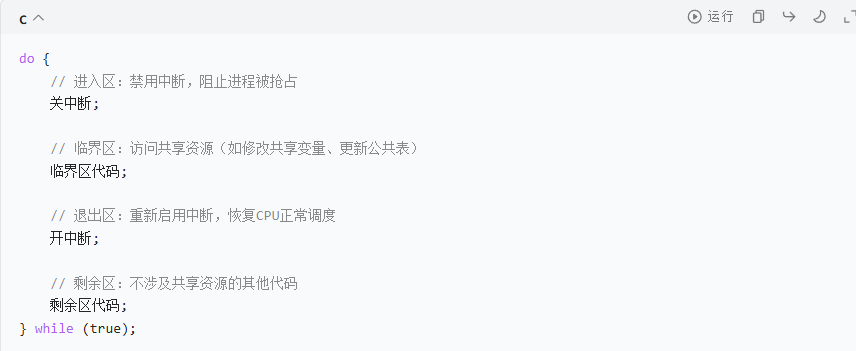 C
运行
do {
// 进入区：禁用中断，阻止进程被抢占
关中断;
// 临界区：访问共享资源（如修改共享变量、更新公共表）
临界区代码;
// 退出区：重新启用中断，恢复CPU正常调度
开中断;
// 剩余区：不涉及共享资源的其他代码
剩余区代码;
} while (true);